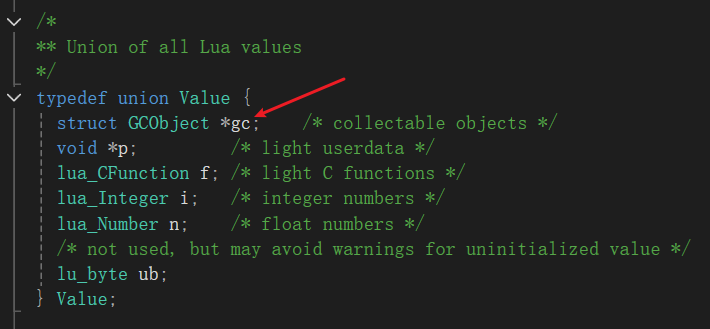 /*
** Union of all Lua values
*/
typedef union Value {
struct GCObject *gc; /* collectable objects */
void *p; /* light userdata */
lua_CFunction f; /* light C functions */
lua_Integer i; /* integer numbers */
lua_Number n; /* float numbers */
/* not used, but may avoid warnings for uninitialized value */
lu_byte ub;
} Value;